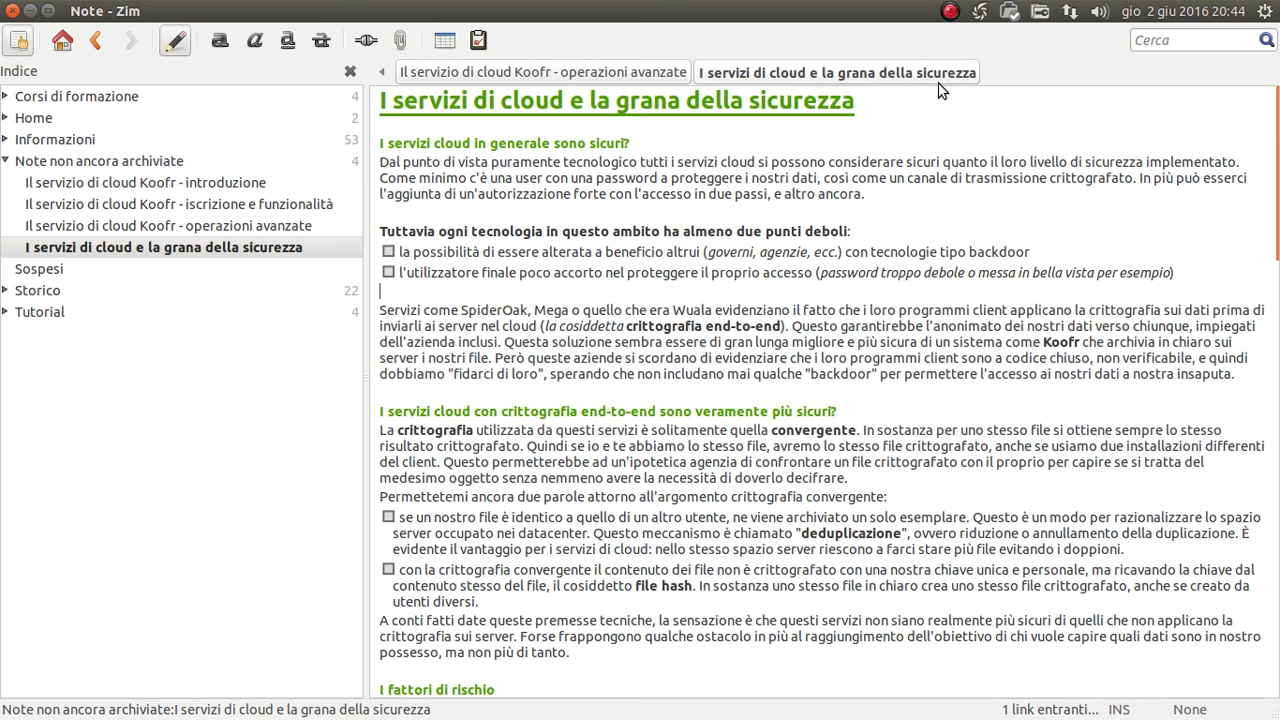 Note - Zim
gio 2 giu 2016 20:44
Cerca
Indice
Il servizio di cloud Koofr - operazioni avanzate
I servizi di cloud e la grana della sicurezza
Corsi di formazione 4
Home 2
Informazioni 53
Note non ancora archiviate 4
Il servizio di cloud Koofr - introduzione
Il servizio di cloud Koofr - iscrizione e funzionalità
Il servizio di cloud Koofr - operazioni avanzate
I servizi di cloud e la grana della sicurezza
Sospesi
Storico 22
Tutorial 4
I servizi di cloud e la grana della sicurezza
I servizi cloud in generale sono sicuri?
Dal punto di vista puramente tecnologico tutti i servizi cloud si possono considerare sicuri quanto il loro livello di sicurezza implementato.
Come minimo c'è una user con una password a proteggere i nostri dati, così come un canale di trasmissione crittografato. In più può esserci
l'aggiunta di un'autorizzazione forte con l'accesso in due passi, e altro ancora.
Tuttavia ogni tecnologia in questo ambito ha almeno due punti deboli:
la possibilità di essere alterata a beneficio altrui (governi, agenzie, ecc.) con tecnologie tipo backdoor
l'utilizzatore finale poco accorto nel proteggere il proprio accesso (password troppo debole o messa in bella vista per esempio)
Servizi come SpiderOak, Mega o quello che era Wuala evidenziano il fatto che i loro programmi client applicano la crittografia sui dati prima di
inviarli ai server nel cloud (la cosiddetta crittografia end-to-end). Questo garantirebbe l'anonimato dei nostri dati verso chiunque, impiegati
dell'azienda inclusi. Questa soluzione sembra essere di gran lunga migliore e più sicura di un sistema come Koofr che archivia in chiaro sui
server i nostri file. Però queste aziende si scordano di evidenziare che i loro programmi client sono a codice chiuso, non verificabile, e quindi
dobbiamo "fidarci di loro", sperando che non includano mai qualche "backdoor" per permettere l'accesso ai nostri dati a nostra insaputa.
I servizi cloud con crittografia end-to-end sono veramente più sicuri?
La crittografia utilizzata da questi servizi è solitamente quella convergente. In sostanza per uno stesso file si ottiene sempre lo stesso
risultato crittografato. Quindi se io e te abbiamo lo stesso file, avremo lo stesso file crittografato, anche se usiamo due installazioni differenti
del client. Questo permetterebbe ad un'ipotetica agenzia di confrontare un file crittografato con il proprio per capire se si tratta del
medesimo oggetto senza nemmeno avere la necessità di doverlo decifrare.
Permettetemi ancora due parole attorno all'argomento crittografia convergente:
se un nostro file è identico a quello di un altro utente, ne viene archiviato un solo esemplare. Questo è un modo per razionalizzare lo spazio
server occupato nei datacenter. Questo meccanismo è chiamato "deduplicazione", ovvero riduzione o annullamento della duplicazione. È
evidente il vantaggio per i servizi di cloud: nello stesso spazio server riescono a farci stare più file evitando i doppioni.
con la crittografia convergente il contenuto dei file non è crittografato con una nostra chiave unica e personale, ma ricavando la chiave dal
contenuto stesso del file, il cosiddetto file hash. In sostanza uno stesso file in chiaro crea uno stesso file crittografato, anche se creato da
utenti diversi.
A conti fatti date queste premesse tecniche, la sensazione è che questi servizi non siano realmente più sicuri di quelli che non applicano la
crittografia sui server. Forse frappongono qualche ostacolo in più al raggiungimento dell'obiettivo di chi vuole capire quali dati sono in nostro
possesso, ma non più di tanto.
I fattori di rischio
Note non ancora archiviate:I servizi di cloud e la grana della sicurezza
1 link entranti... INS None